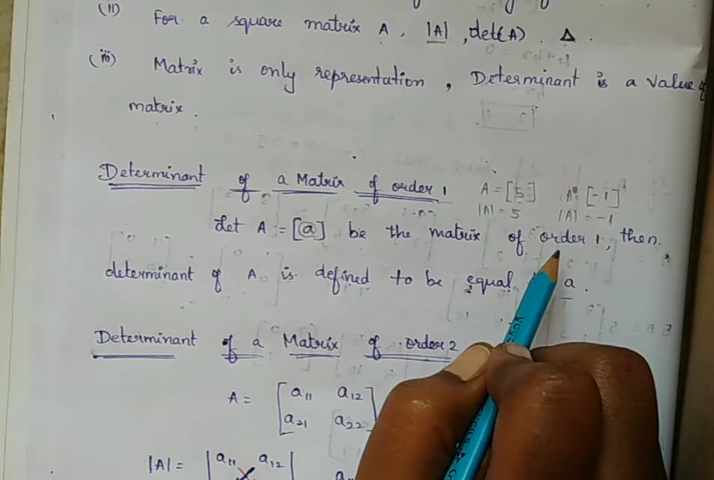 (ii) For a square matrix A, |A|, det(A). Δ.
(iii) Matrix is only representation, Determinant is a value of
matrix.
Determinant of a Matrix of order 1 A = [5] A = [-1]
|A| = 5 |A| = -1
Let A = [a] be the matrix of order 1, then
determinant of A is defined to be equal a.
Determinant of a Matrix of order 2
A = [a11 a12
a21 a22]
|A| = |a11 a12|